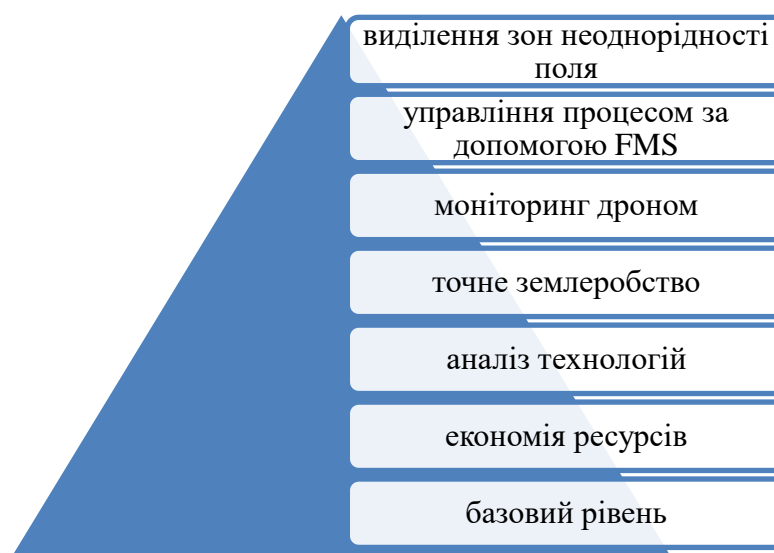 виділення зон неоднорідності
поля
управління процесом за
допомогою FMS
моніторинг дроном
точне землеробство
аналіз технологій
економія ресурсів
базовий рівень